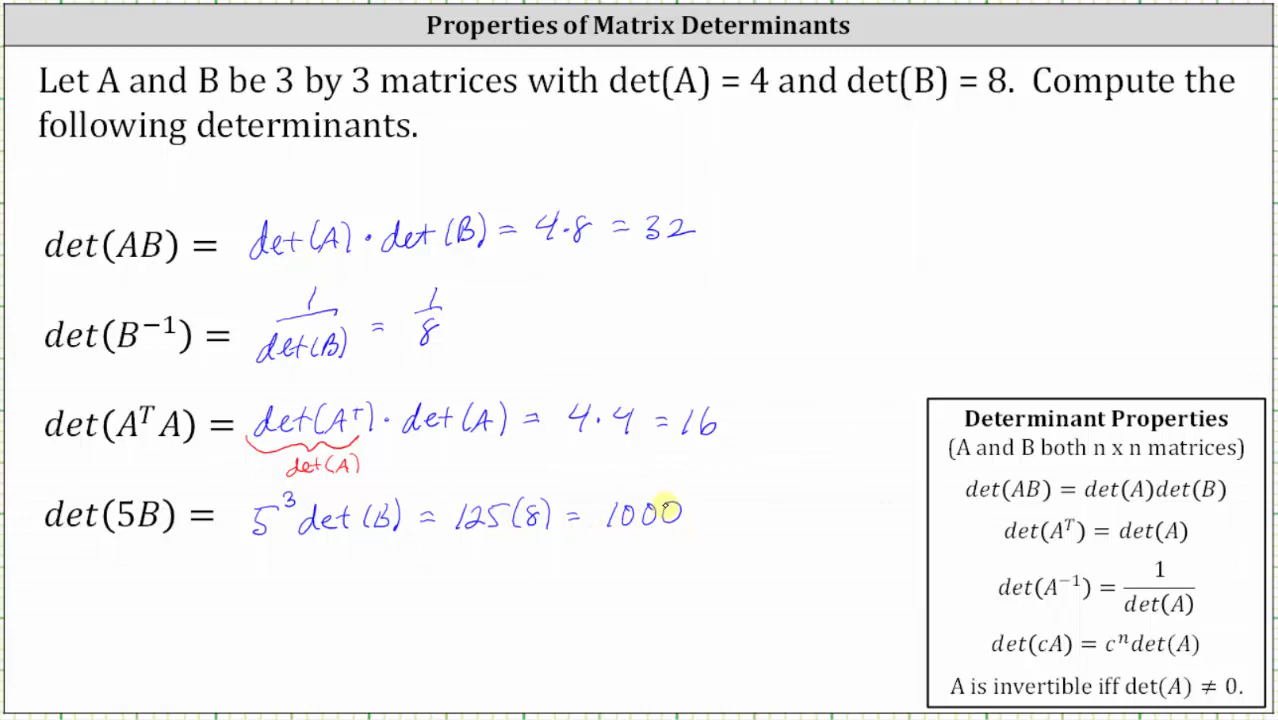 Properties of Matrix Determinants
Let A and B be 3 by 3 matrices with det(A) = 4 and det(B) = 8. Compute the
following determinants.
det(AB) = det(A) · det(B) = 4·8 = 32
det(B⁻¹) = 1/det(B) = 1/8
det(AᵀA) = det(Aᵀ) · det(A) = 4·4 = 16
det(A)
det(5B) = 5³ det(B) = 125(8) = 1000
Determinant Properties
(A and B both n x n matrices)
det(AB) = det(A)det(B)
det(Aᵀ) = det(A)
det(A⁻¹) = 1/det(A)
det(cA) = cⁿdet(A)
A is invertible iff det(A) ≠ 0.